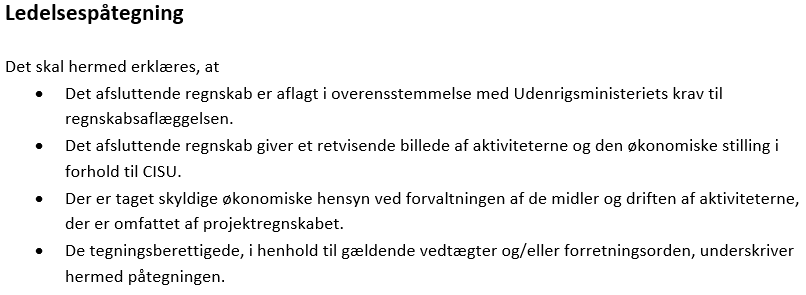 Ledelsespåtegning
Det skal hermed erklæres, at
• Det afsluttende regnskab er aflagt i overensstemmelse med Udenrigsministeriets krav til
regnskabsaflæggelsen.
• Det afsluttende regnskab giver et retvisende billede af aktiviteterne og den økonomiske stilling i
forhold til CISU.
• Der er taget skyldige økonomiske hensyn ved forvaltningen af de midler og driften af aktiviteterne,
der er omfattet af projektregnskabet.
• De tegningsberettigede, i henhold til gældende vedtægter og/eller forretningsorden, underskriver
hermed påtegningen.